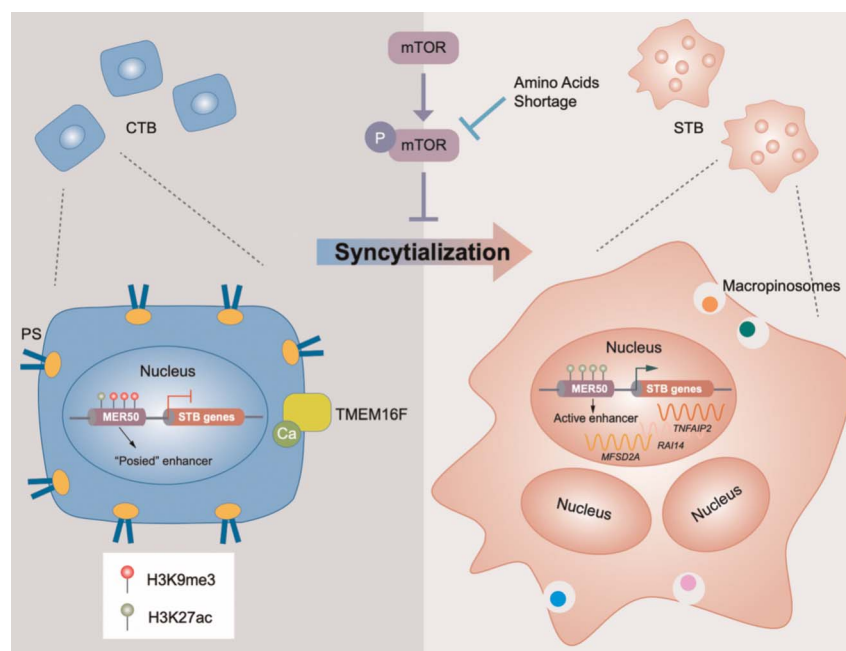 mTOR
Amino Acids
Shortage
CTB
P
mTOR
STB
Syncytialization
Macropinosomes
PS
Nucleus
MER50
STB genes
"Posied" enhancer
TMEM16F
Ca
Nucleus
MER50
STB genes
Active enhancer
TNFAIP2
RAI14
MFSD2A
Nucleus
Nucleus
H3K9me3
H3K27ac